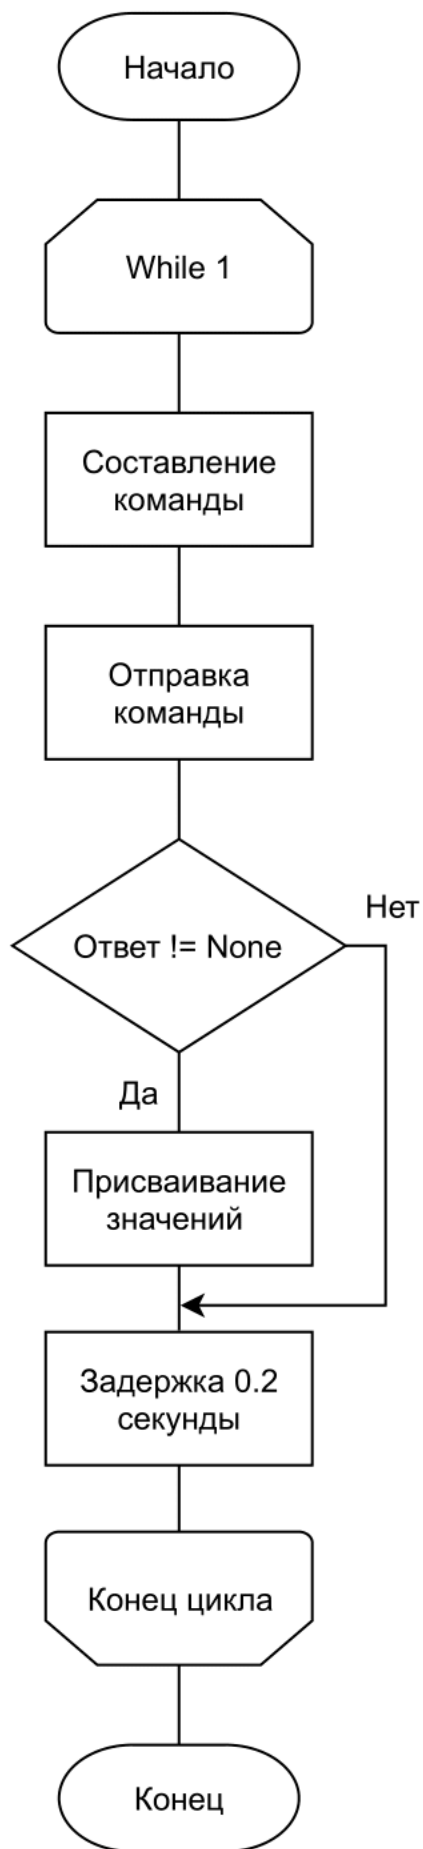 Начало
While 1
Составление
команды
Отправка
команды
Ответ != None
Нет
Да
Присваивание
значений
Задержка 0.2
секунды
Конец цикла
Конец